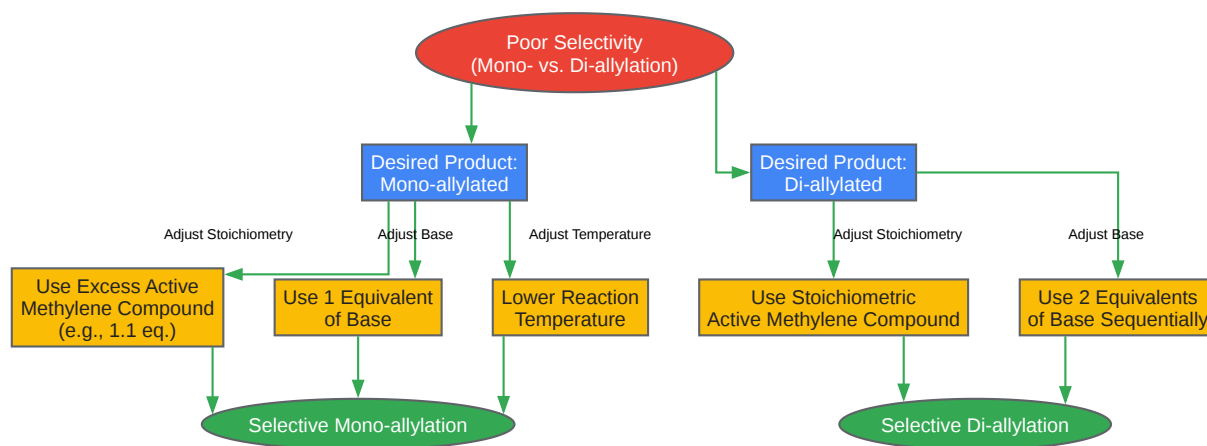 Poor Selectivity
(Mono- vs. Di-allylation)
Desired Product:
Mono-allylated
Desired Product:
Di-allylated
Adjust Stoichiometry
Adjust Base
Adjust Temperature
Adjust Stoichiometry
Adjust Base
Use Excess Active
Methylene Compound
(e.g., 1.1 eq.)
Use 1 Equivalent
of Base
Lower Reaction
Temperature
Use Stoichiometric
Active Methylene Compound
Use 2 Equivalents
of Base Sequentially
Selective Mono-allylation
Selective Di-allylation